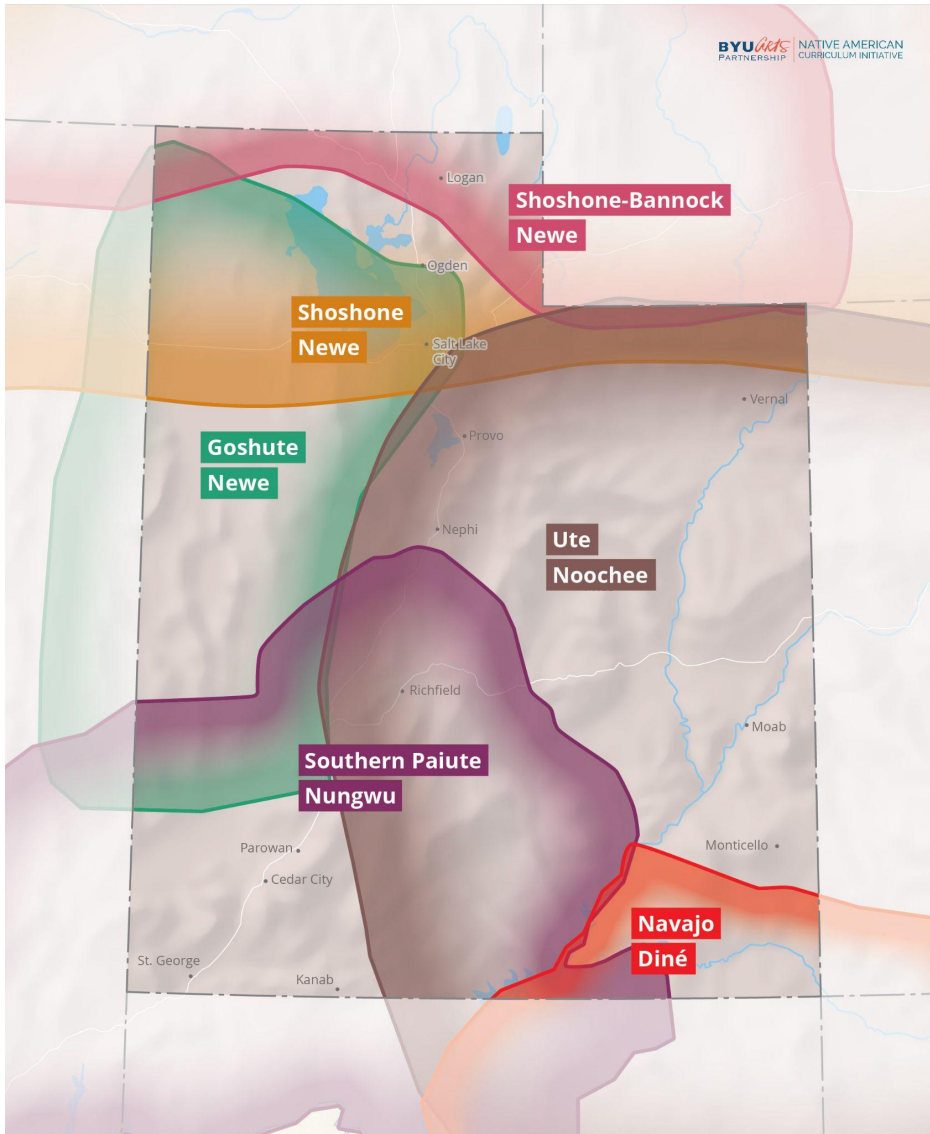 BYU Arts
PARTNERSHIP
NATIVE AMERICAN
CURRICULUM INITIATIVE
Logan
Shoshone-Bannock
Newe
Ogden
Shoshone
Newe
Salt Lake
City
Vernal
Goshute
Newe
Provo
Nephi
Ute
Noochee
Richfield
Moab
Southern Paiute
Nungwu
Parowan
Monticello
Cedar City
Navajo
Diné
St. George
Kanab